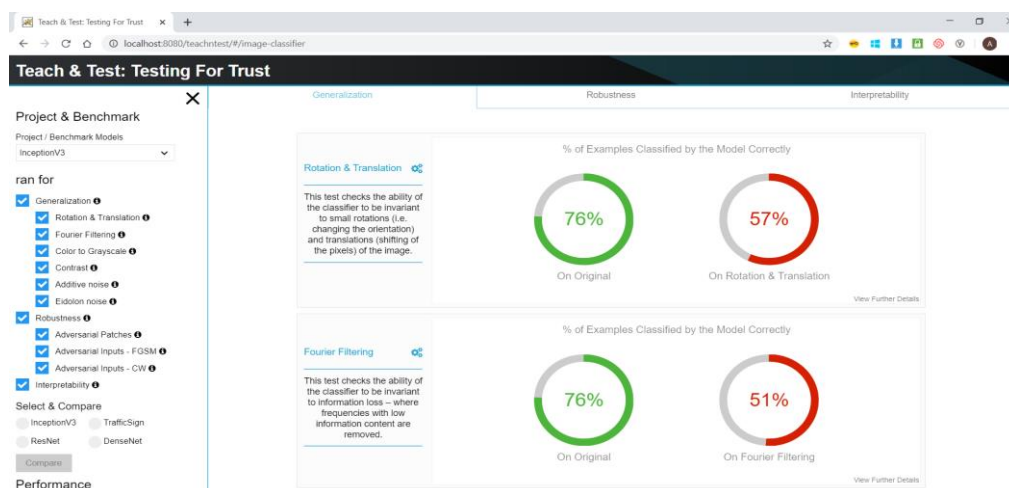 Teach & Test: Testing For Trust
localhost:8080/teachntest/#/image-classifier
A
Teach & Test: Testing For Trust
Project & Benchmark
Project / Benchmark Models
InceptionV3
ran for
Generalization
Rotation & Translation
Fourier Filtering
Color to Grayscale
Contrast
Additive noise
Eidolon noise
Robustness
Adversarial Patches
Adversarial Inputs - FGSM
Adversarial Inputs - CW
Interpretability
Select & Compare
InceptionV3 TrafficSign
ResNet DenseNet
Compare
Performance
Generalization Robustness Interpretability
Rotation & Translation
This test checks the ability of
the classifier to be invariant
to small rotations (i.e.
changing the orientation)
and translations (shifting of
the pixels) of the image.
% of Examples Classified by the Model Correctly
76% 57%
On Original On Rotation & Translation
View Further Details
Fourier Filtering
This test checks the ability of
the classifier to be invariant
to information loss – where
frequencies with low
information content are
removed.
% of Examples Classified by the Model Correctly
76% 51%
On Original On Fourier Filtering
View Further Details